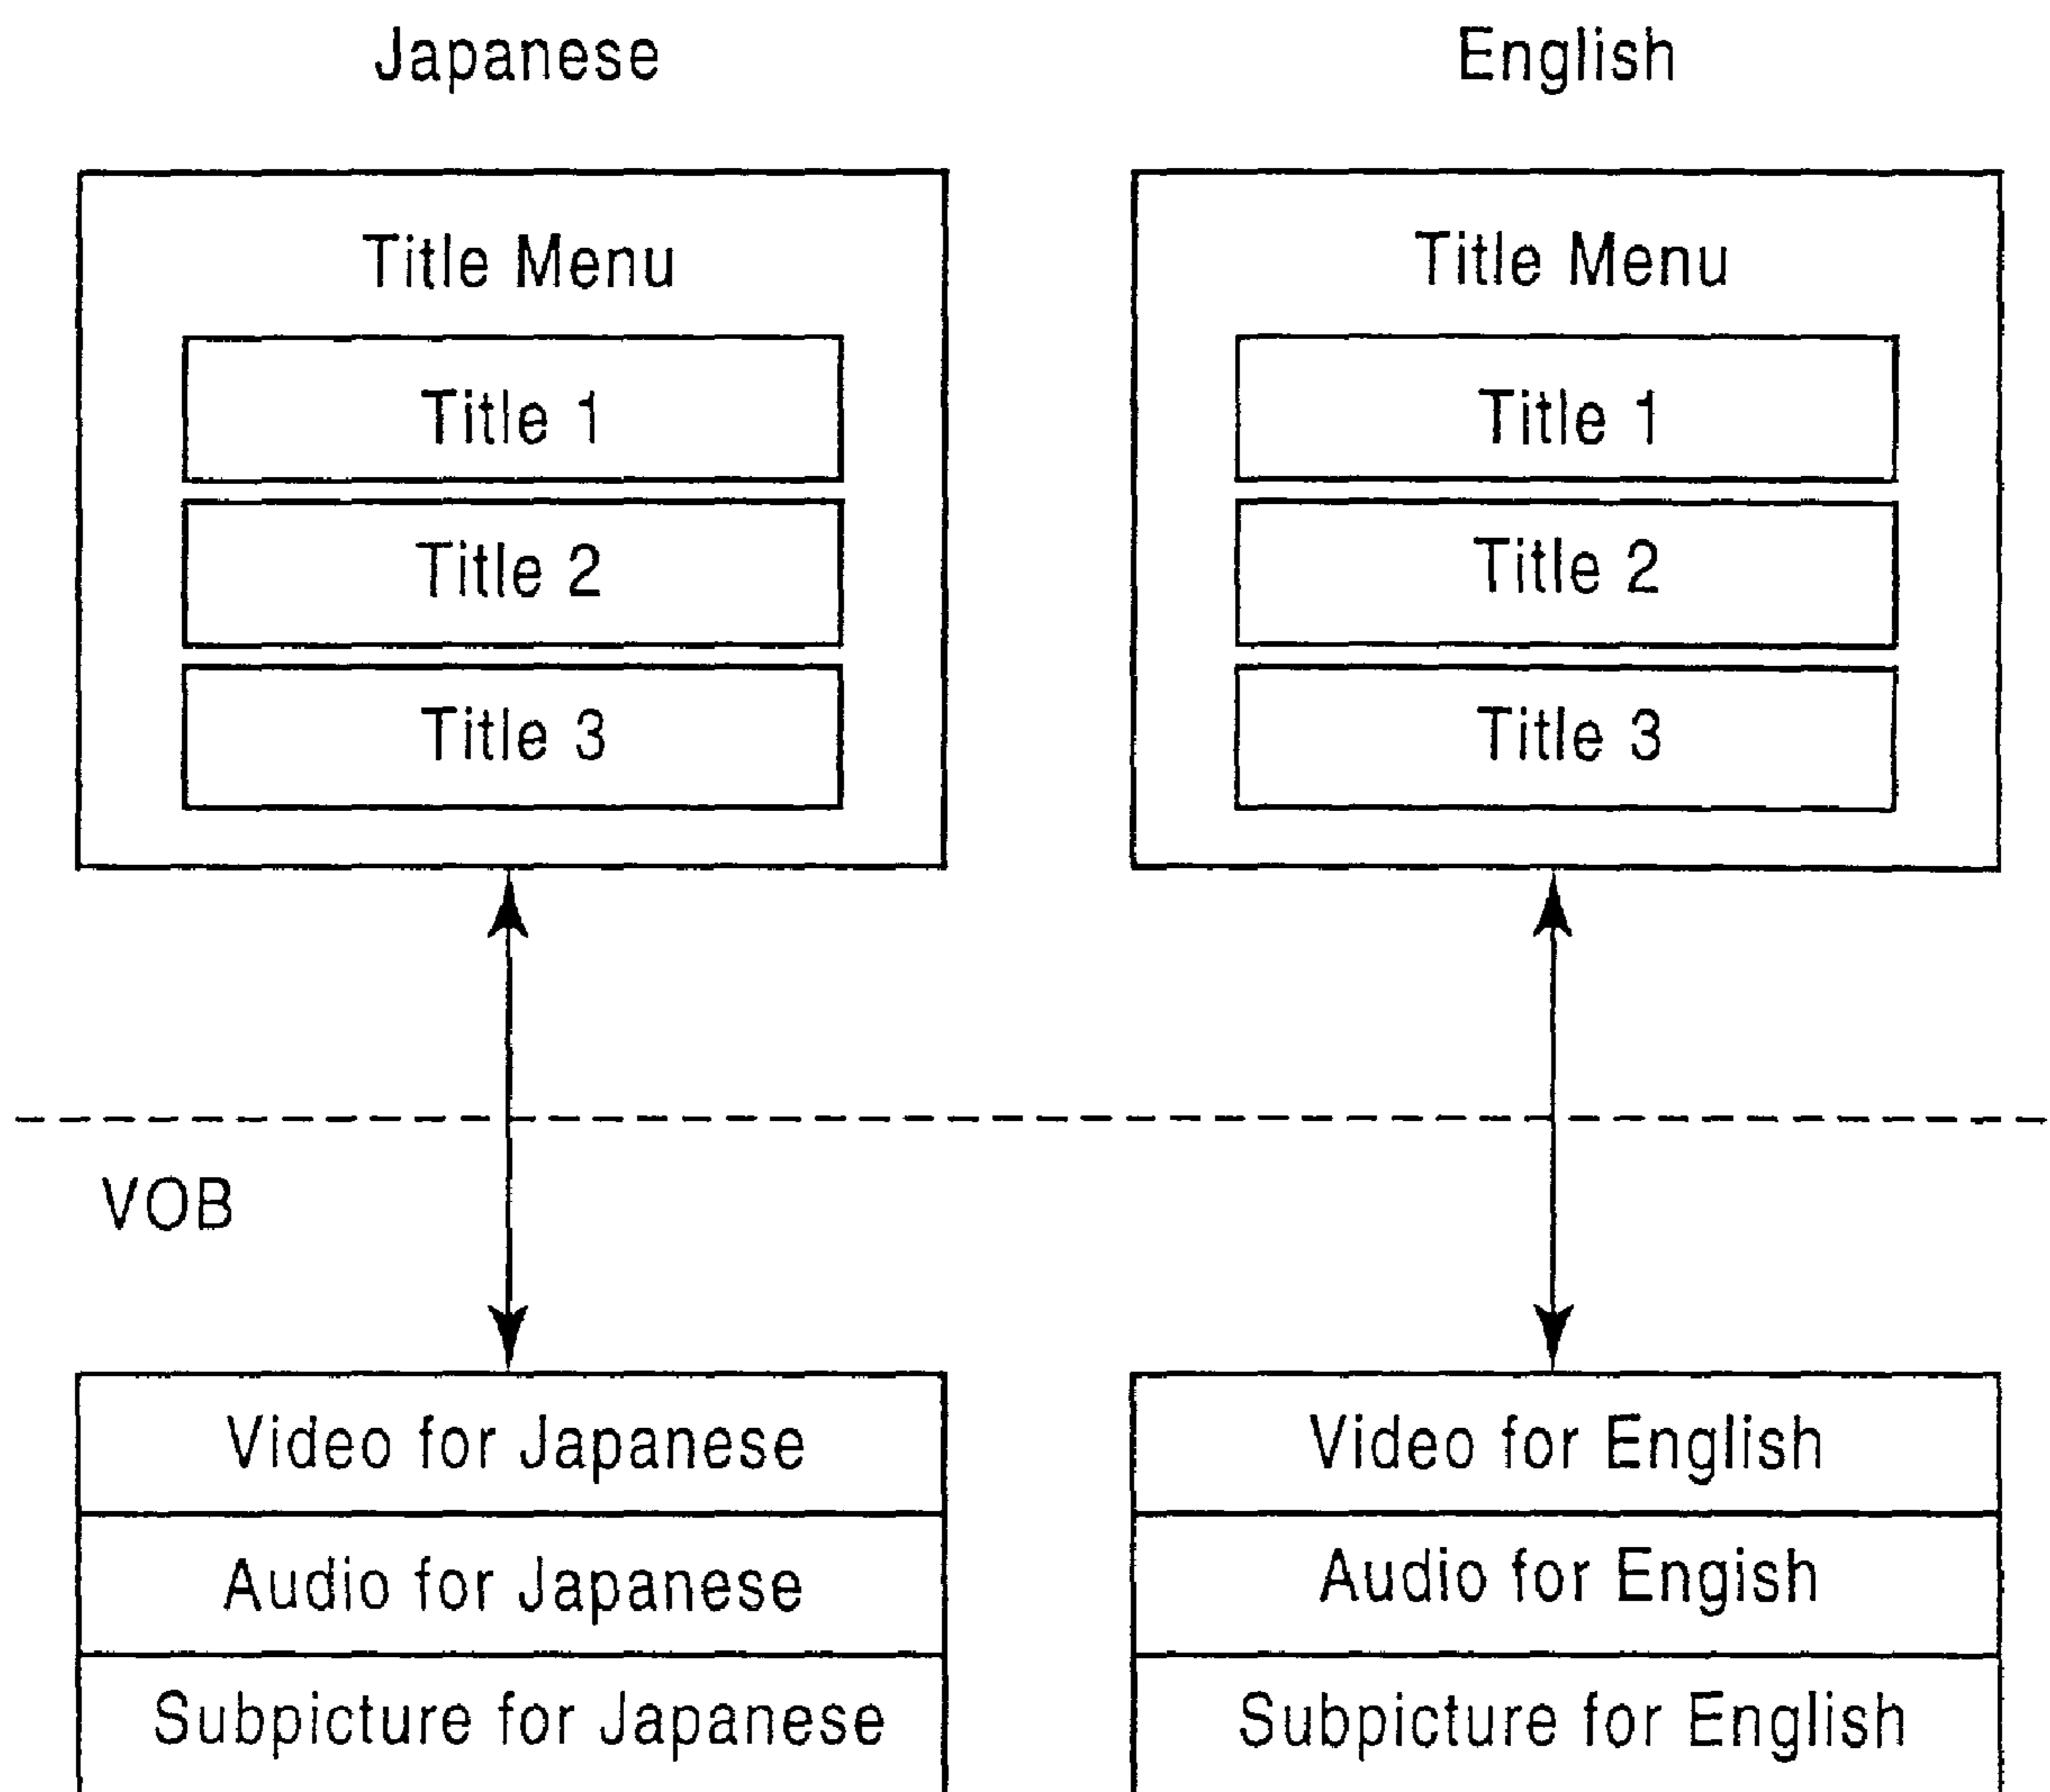 Japanese
Title Menu
Title 1
Title 2
Title 3
English
Title Menu
Title 1
Title 2
Title 3
VOB
Video for Japanese
Audio for Japanese
Subpicture for Japanese
Video for English
Audio for Engish
Subpicture for English